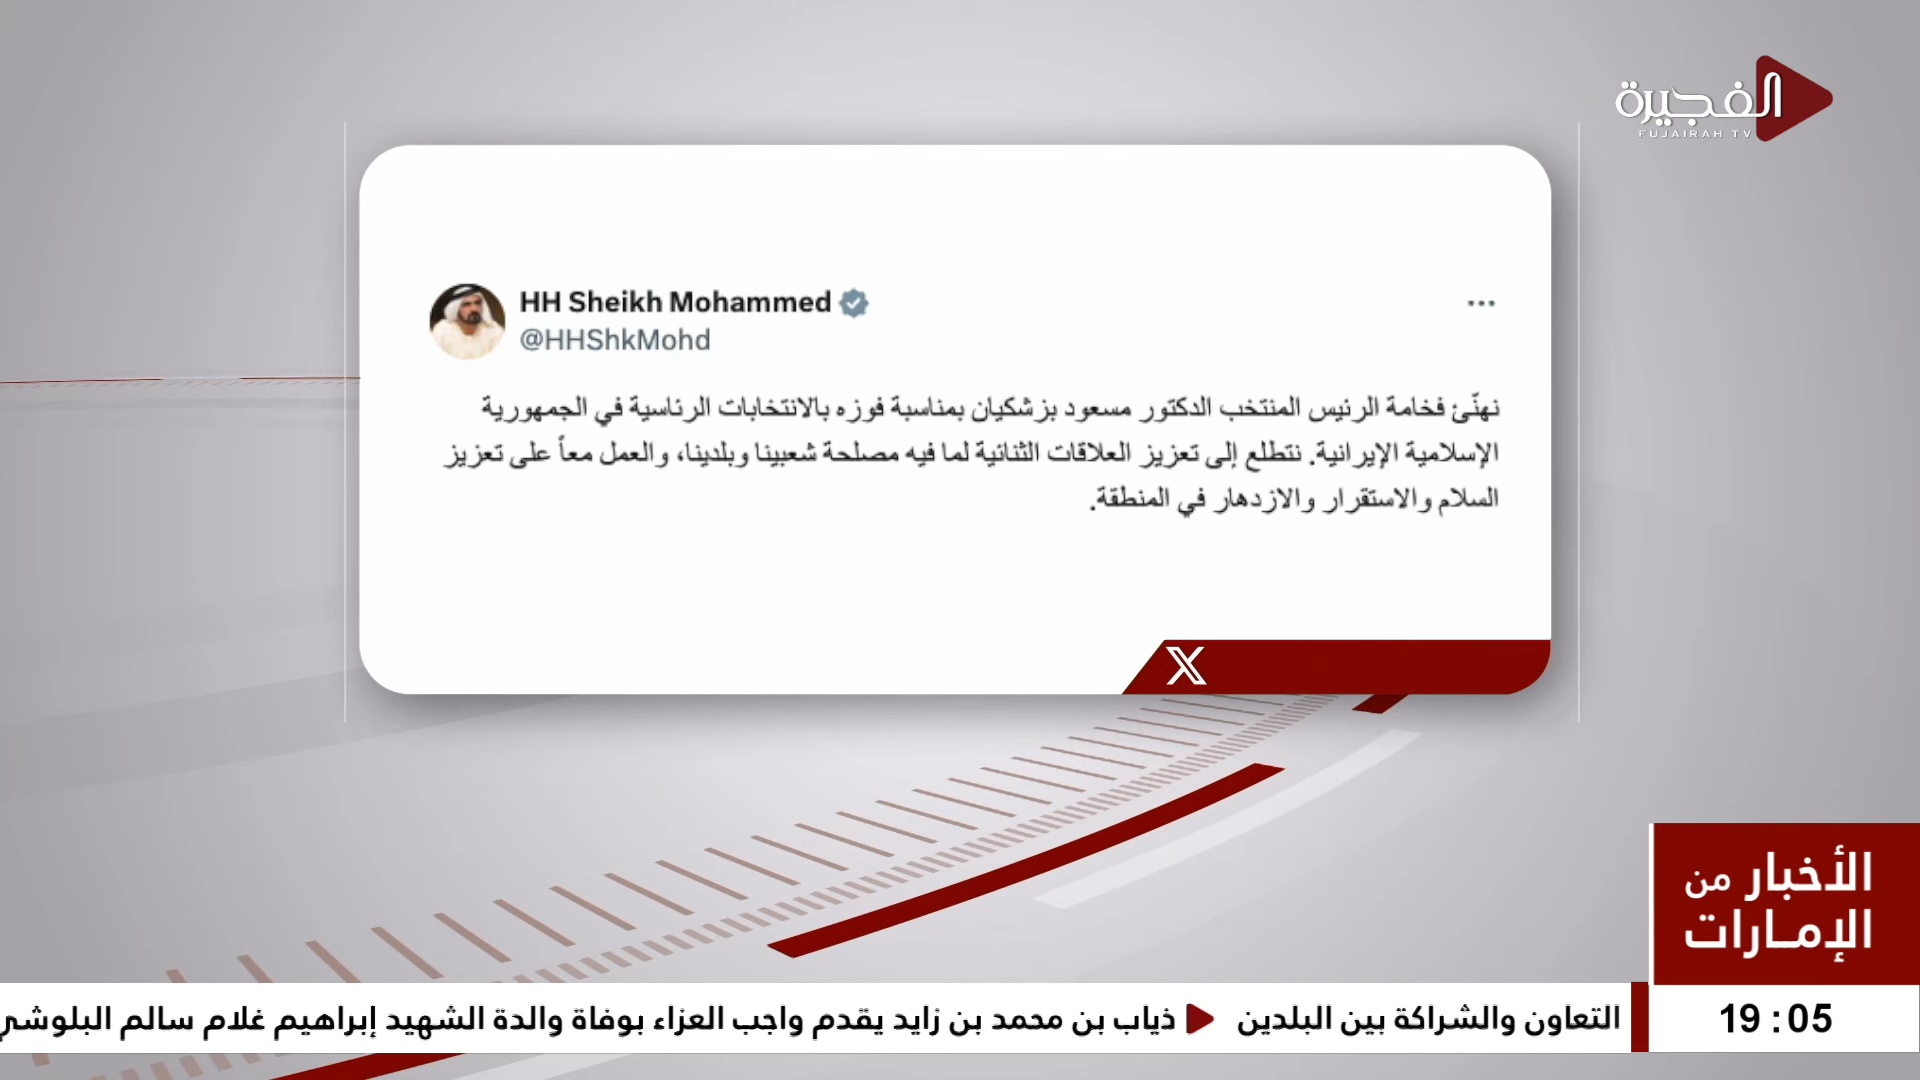 الفجيرة
FUJAIRAH TV
HH Sheikh Mohammed
@HHShkMohd
نهنّئ فخامة الرئيس المنتخب الدكتور مسعود بزشكيان بمناسبة فوزه بالانتخابات الرئاسية في الجمهورية
الإسلامية الإيرانية. نتطلع إلى تعزيز العلاقات الثنائية لما فيه مصلحة شعبينا وبلدينا، والعمل معاً على تعزيز
السلام والاستقرار والازدهار في المنطقة.
X
الأخبار من
الإمارات
التعاون والشراكة بين البلدين
ذياب بن محمد بن زايد يقدم واجب العزاء بوفاة والدة الشهيد إبراهيم غلام سالم البلوشي
19:05